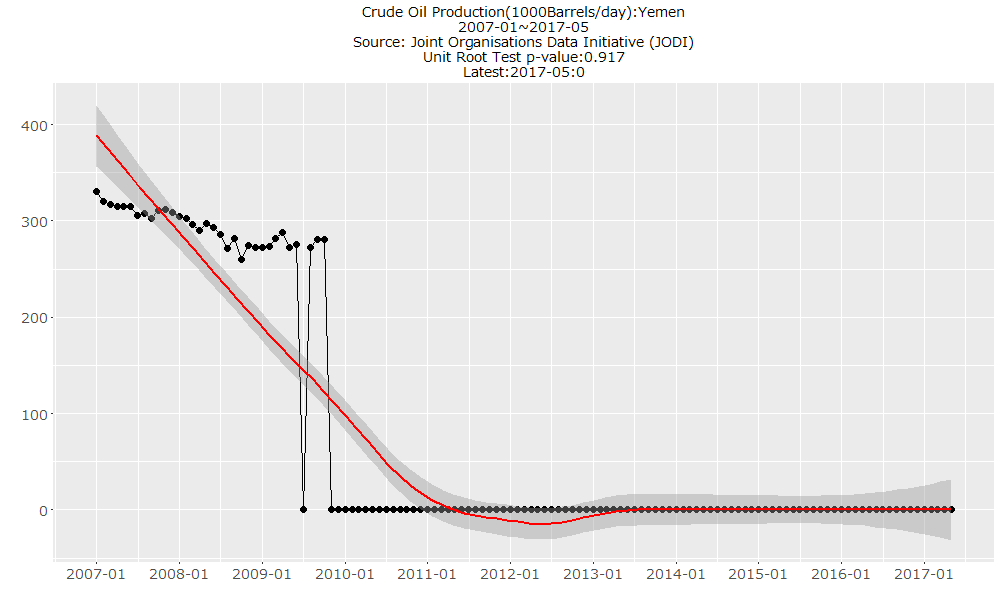 Crude Oil Production(1000Barrels/day):Yemen
2007-01~2017-05
Source: Joint Organisations Data Initiative (JODI)
Unit Root Test p-value:0.917
Latest:2017-05:0
400
300
200
100
0
2007-01 2008-01 2009-01 2010-01 2011-01 2012-01 2013-01 2014-01 2015-01 2016-01 2017-01